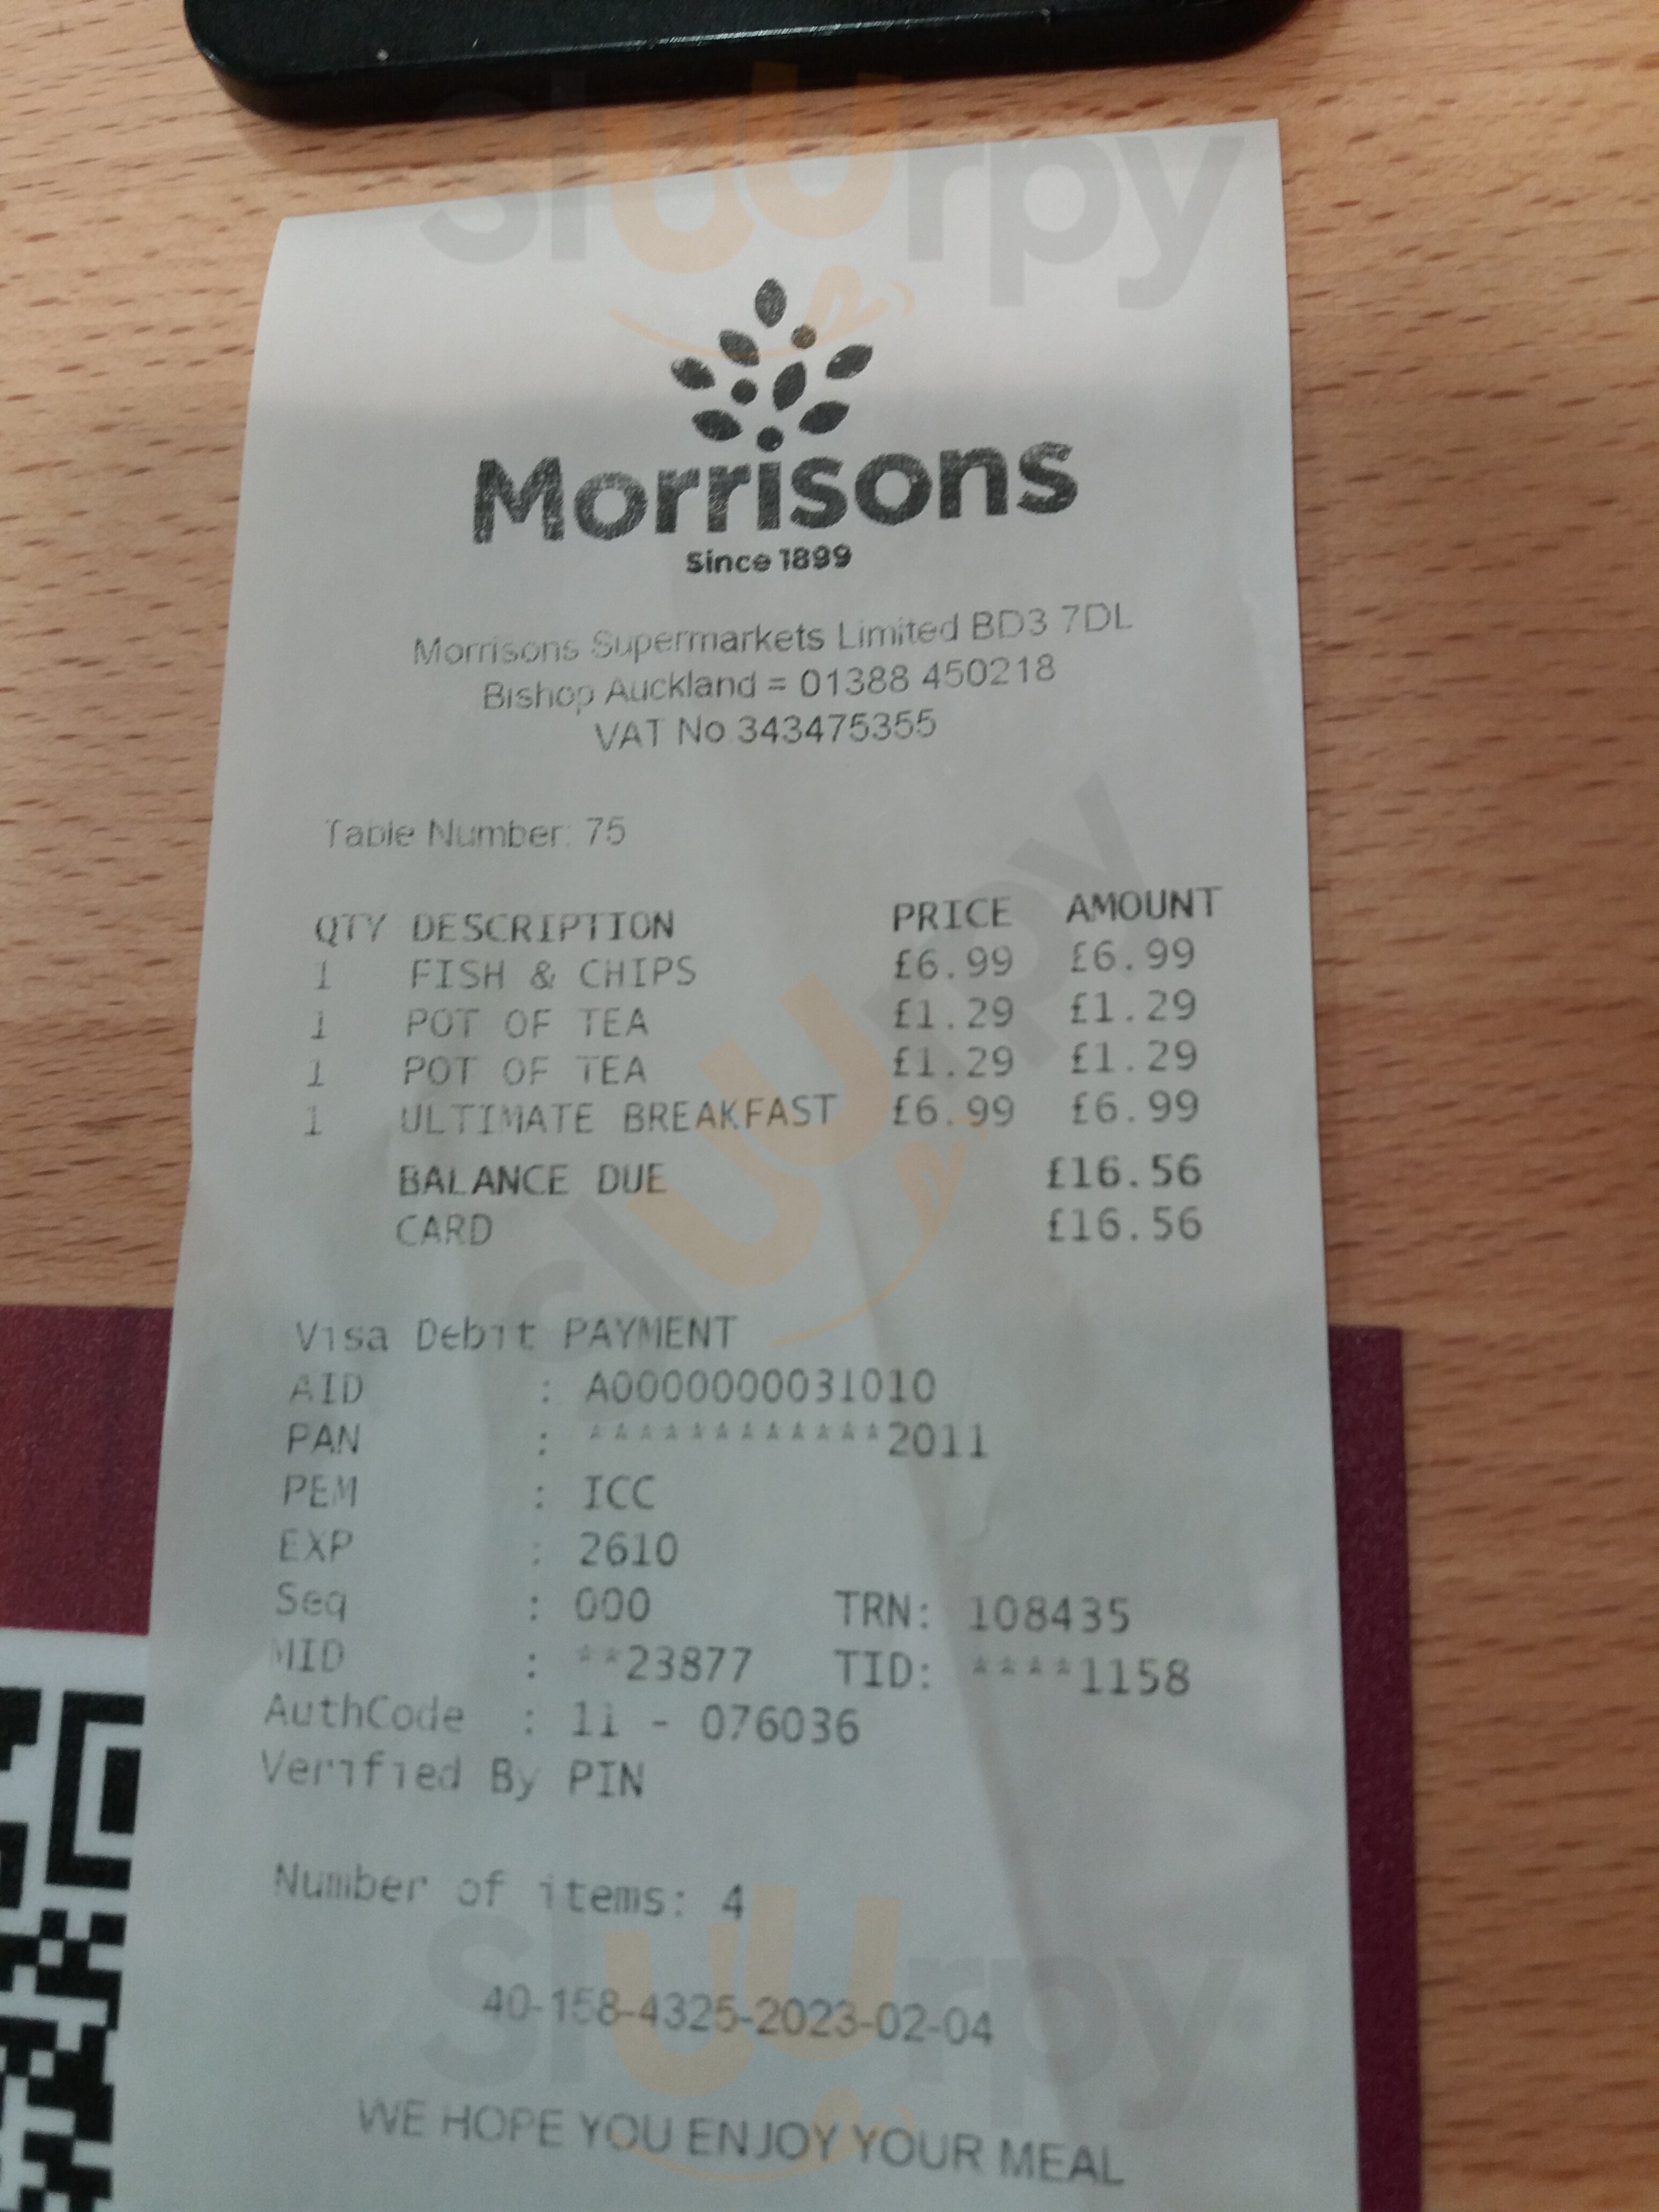 Morrisons
Since 1899
Morrisons Supermarkets Limited BD3 7DL
Bishop Auckland = 01388 450218
VAT No 343475355
Table Number: 75
QTY DESCRIPTION PRICE AMOUNT
1 FISH & CHIPS £6.99 £6.99
1 POT OF TEA £1.29 £1.29
1 POT OF TEA £1.29 £1.29
1 ULTIMATE BREAKFAST £6.99 £6.99
BALANCE DUE £16.56
CARD £16.56
Visa Debit PAYMENT
AID : A0000000031010
PAN : ************2011
PEM : ICC
EXP : 2610
Seq : 000 TRN: 108435
MID : **23877 TID: ****1158
AuthCode : 11 - 076036
Verified By PIN
Number of items: 4
40-158-4325-2023-02-04
WE HOPE YOU ENJOY YOUR MEAL
sluurpy
sluurpy
sluurpy